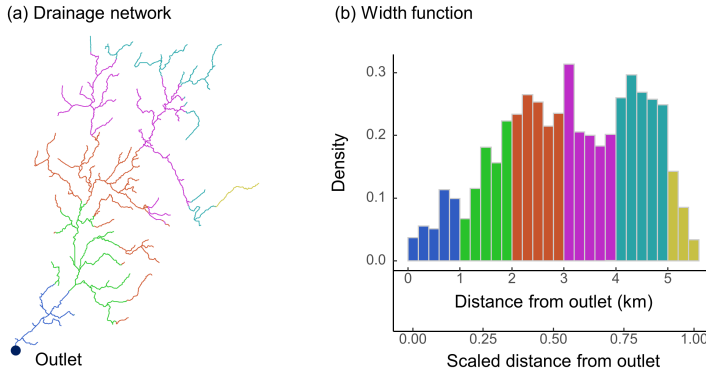 (a) Drainage network
(b) Width function
Outlet
Density
0.3
0.2
0.1
0.0
0 1 2 3 4 5
Distance from outlet (km)
0.00 0.25 0.50 0.75 1.00
Scaled distance from outlet